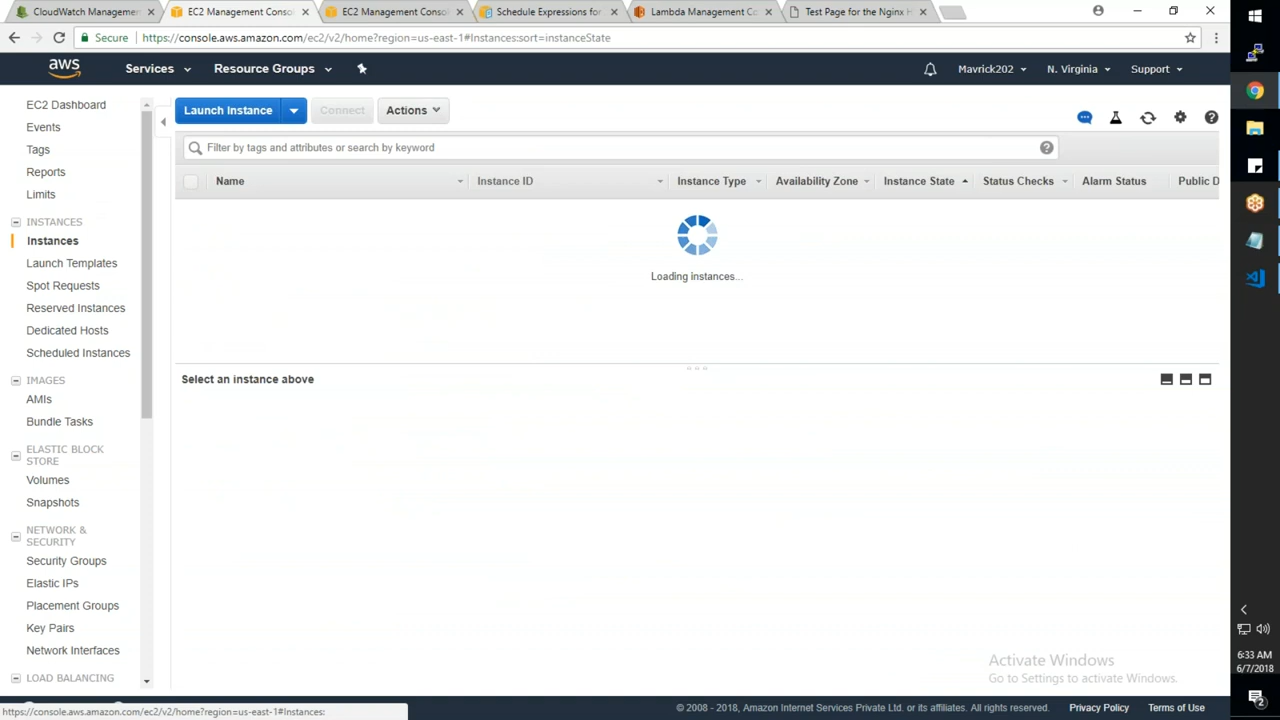 CloudWatch Managemen
EC2 Management Conso
EC2 Management Conso
Schedule Expressions for
Lambda Management Co
Test Page for the Nginx H
Secure
https://console.aws.amazon.com/ec2/v2/home?region=us-east-1#Instances:sort=instanceState
aws
Services
Resource Groups
Mavrick202
N. Virginia
Support
EC2 Dashboard
Events
Tags
Reports
Limits
INSTANCES
Instances
Launch Templates
Spot Requests
Reserved Instances
Dedicated Hosts
Scheduled Instances
IMAGES
AMIs
Bundle Tasks
ELASTIC BLOCK
STORE
Volumes
Snapshots
NETWORK &
SECURITY
Security Groups
Elastic IPs
Placement Groups
Key Pairs
Network Interfaces
LOAD BALANCING
Launch Instance
Connect
Actions
Filter by tags and attributes or search by keyword
Name
Instance ID
Instance Type
Availability Zone
Instance State
Status Checks
Alarm Status
Public D
Loading instances...
Select an instance above
Activate Windows
Go to Settings to activate Windows.
https://console.aws.amazon.com/ec2/v2/home?region=us-east-1#Instances:
© 2008 - 2018, Amazon Internet Services Private Ltd. or its affiliates. All rights reserved.
Privacy Policy
Terms of Use
6:33 AM
6/7/2018
2